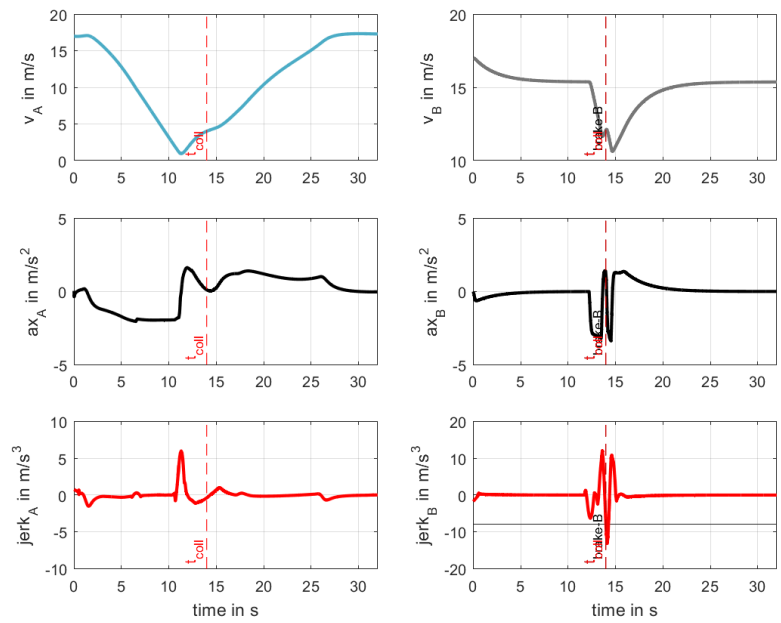 20
15
10
5
0
v_A in m/s
t_coll
0 5 10 15 20 25 30
20
15
10
v_B in m/s
t_brake-B
t_coll
0 5 10 15 20 25 30
5
0
-5
ax_A in m/s^2
t_coll
0 5 10 15 20 25 30
5
0
-5
ax_B in m/s^2
t_brake-B
t_coll
0 5 10 15 20 25 30
10
5
0
-5
-10
jerk_A in m/s^3
t_coll
0 5 10 15 20 25 30
time in s
20
10
0
-10
-20
jerk_B in m/s^3
t_brake-B
t_coll
0 5 10 15 20 25 30
time in s